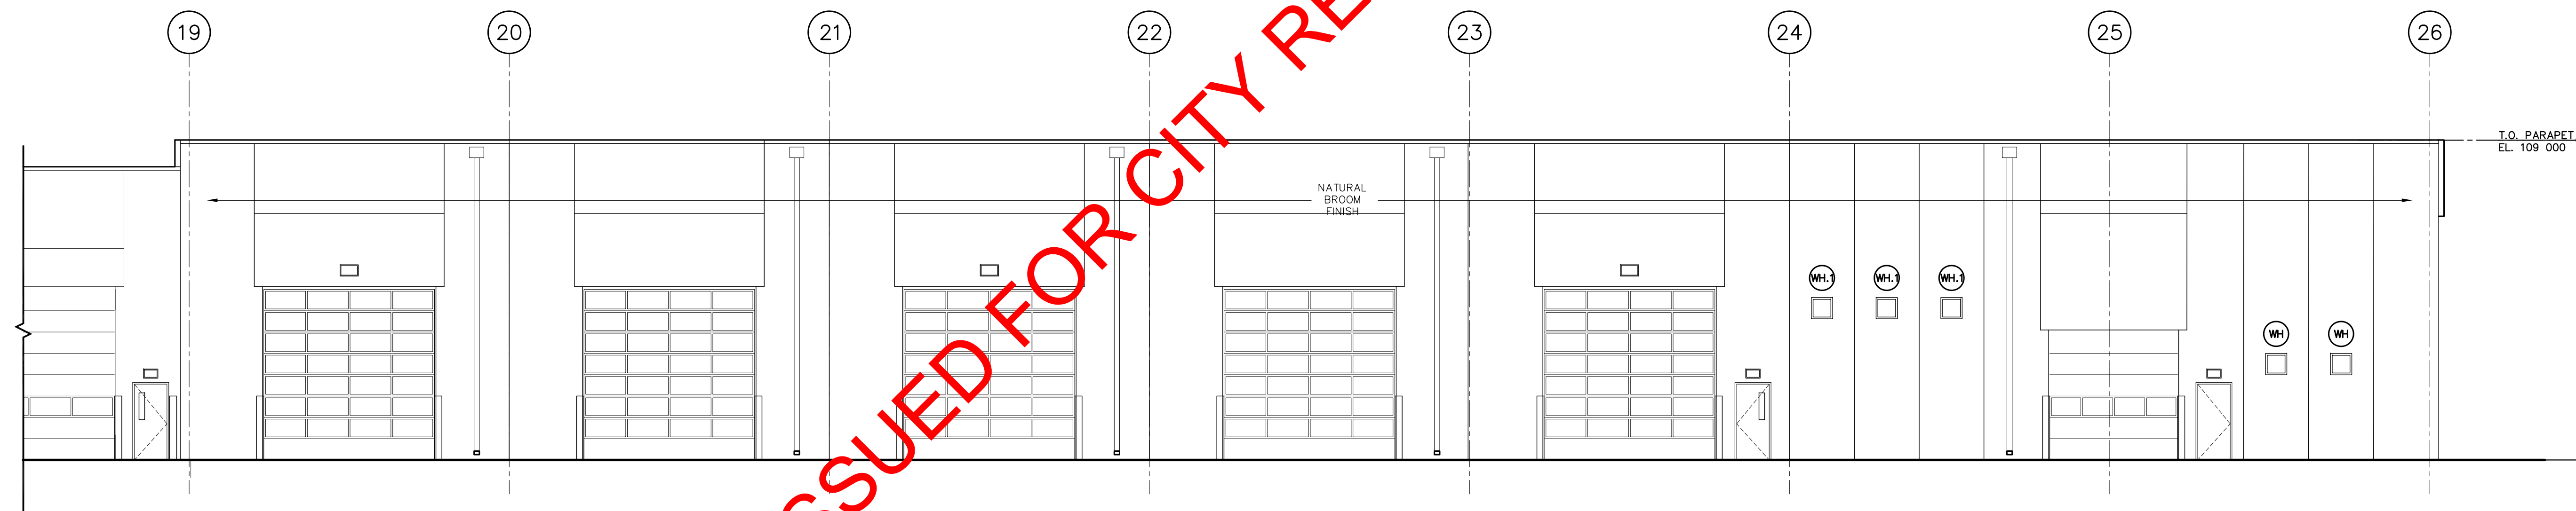 19
20
21
22
23
24
25
26
T.O. PARAPET
EL. 109 000
NATURAL
BROOM
FINISH
WH.1
WH.1
WH.1
WH
WH
ISSUED FOR CITY RE